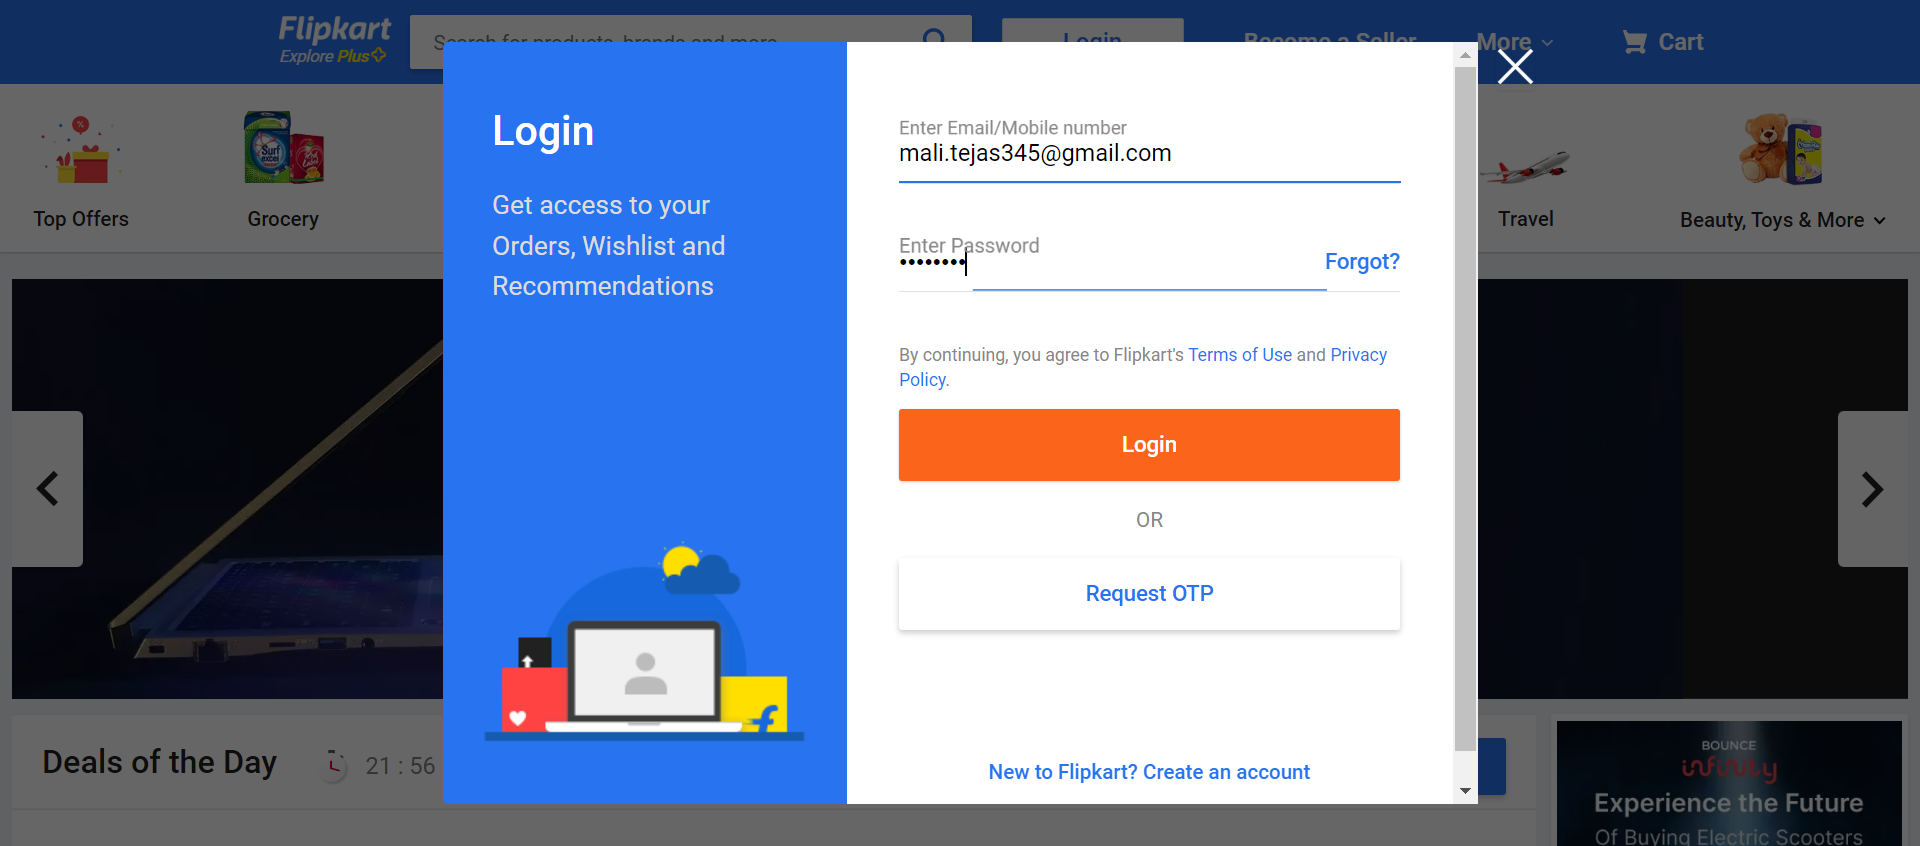 Flipkart
Explore Plus
Search for products, brands and more
Login
Become a Seller
More
Cart
Top Offers
Grocery
Travel
Beauty, Toys & More
Login
Get access to your
Orders, Wishlist and
Recommendations
Enter Email/Mobile number
mali.tejas345@gmail.com
Enter Password
••••••••
Forgot?
By continuing, you agree to Flipkart's Terms of Use and Privacy
Policy.
Login
OR
Request OTP
New to Flipkart? Create an account
Deals of the Day
21 : 56
BOUNCE
infinity
Experience the Future
Of Buying Electric Scooters